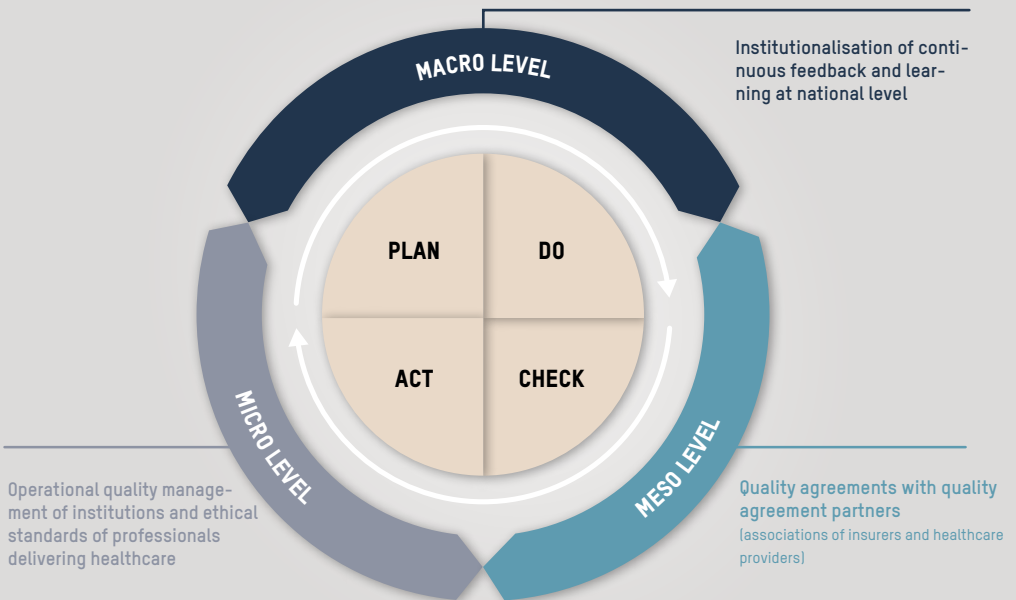 MACRO LEVEL
Institutionalisation of conti-
nuous feedback and lear-
ning at national level
PLAN
DO
ACT
CHECK
MICRO LEVEL
MESO LEVEL
Operational quality manage-
ment of institutions and ethical
standards of professionals
delivering healthcare
Quality agreements with quality
agreement partners
(associations of insurers and healthcare
providers)